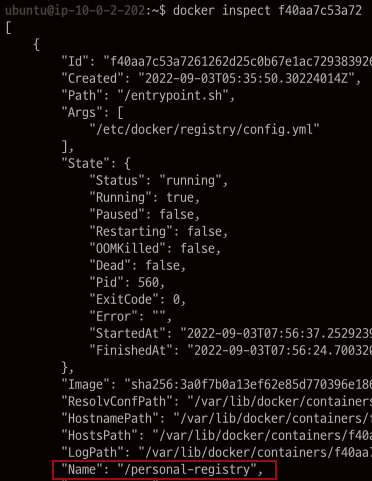 ubuntu@ip-10-0-2-202:~$ docker inspect f40aa7c53a72
[
{
"Id": "f40aa7c53a7261262d25c0b67e1ac729383926
"Created": "2022-09-03T05:35:50.30224014Z",
"Path": "/entrypoint.sh",
"Args": [
"/etc/docker/registry/config.yml"
],
"State": {
"Status": "running",
"Running": true,
"Paused": false,
"Restarting": false,
"OOMKilled": false,
"Dead": false,
"Pid": 560,
"ExitCode": 0,
"Error": "",
"StartedAt": "2022-09-03T07:56:37.2529239
"FinishedAt": "2022-09-03T07:56:24.700320
},
"Image": "sha256:3a0f7b0a13ef62e85d770396e186
"ResolvConfPath": "/var/lib/docker/containers
"HostnamePath": "/var/lib/docker/containers/f
"HostsPath": "/var/lib/docker/containers/f40a
"LogPath": "/var/lib/docker/containers/f40aa7
"Name": "/personal-registry",